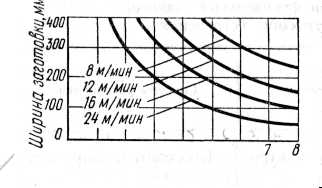 Ширина заготовки, мм
400
300
200
100
0
8 м/мин
12 м/мин
16 м/мин
24 м/мин
7 8